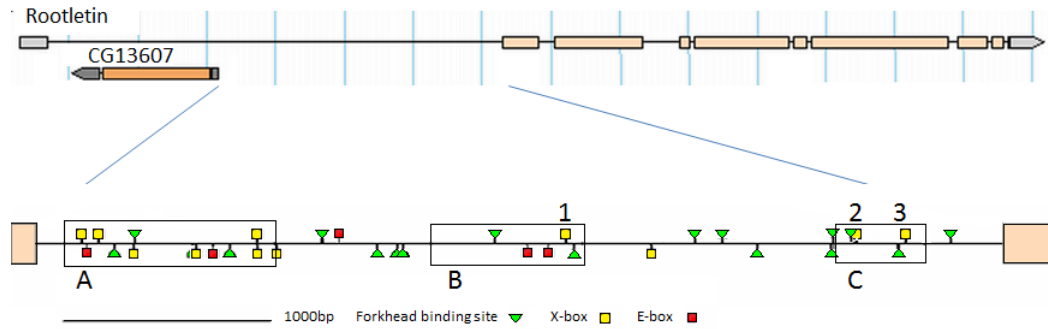 Rootletin
CG13607
1
2 3
A B C
1000bp Forkhead binding site X-box E-box